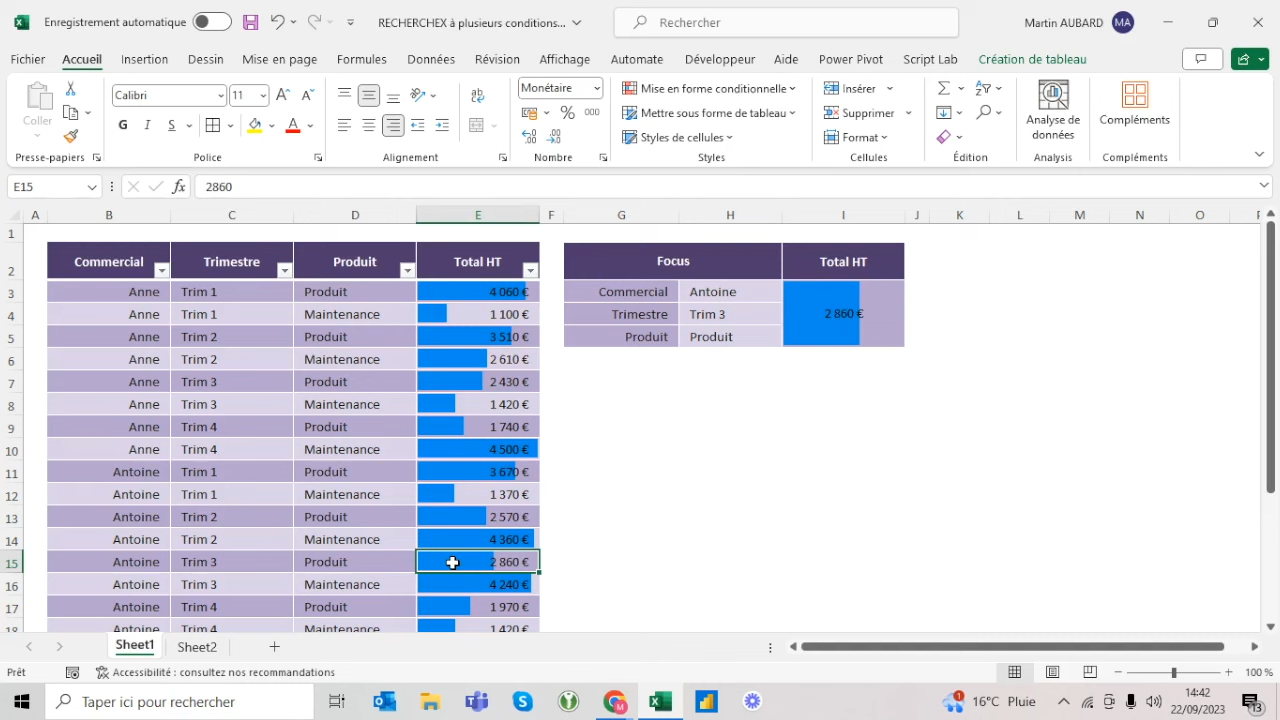 Enregistrement automatique
RECHERCHEX à plusieurs conditions...
Rechercher
Martin AUBARD
MA
Fichier Accueil Insertion Dessin Mise en page Formules Données Révision Affichage Automate Développeur Aide Power Pivot Script Lab Création de tableau
Coller
Presse-papiers
Calibri 11
G I S
Police
Alignement
Monétaire
% 000
Nombre
Mise en forme conditionnelle
Mettre sous forme de tableau
Styles de cellules
Styles
Insérer
Supprimer
Format
Cellules
Édition
Analyse de
données
Analysis
Compléments
Compléments
E15 fx 2860
A B C D E F G H I J K L M N O P
1
2 Commercial Trimestre Produit Total HT Focus Total HT
3 Anne Trim 1 Produit 4 060 € Commercial Antoine
4 Anne Trim 1 Maintenance 1 100 € Trimestre Trim 3 2 860 €
5 Anne Trim 2 Produit 3 510 € Produit Produit
6 Anne Trim 2 Maintenance 2 610 €
7 Anne Trim 3 Produit 2 430 €
8 Anne Trim 3 Maintenance 1 420 €
9 Anne Trim 4 Produit 1 740 €
10 Anne Trim 4 Maintenance 4 500 €
11 Antoine Trim 1 Produit 3 670 €
12 Antoine Trim 1 Maintenance 1 370 €
13 Antoine Trim 2 Produit 2 570 €
14 Antoine Trim 2 Maintenance 4 360 €
15 Antoine Trim 3 Produit 2 860 €
16 Antoine Trim 3 Maintenance 4 240 €
17 Antoine Trim 4 Produit 1 970 €
18 Antoine Trim 4 Maintenance 1 420 €
Sheet1 Sheet2
Prêt Accessibilité : consultez nos recommandations 100 %
Taper ici pour rechercher
16°C Pluie
14:42
22/09/2023
13